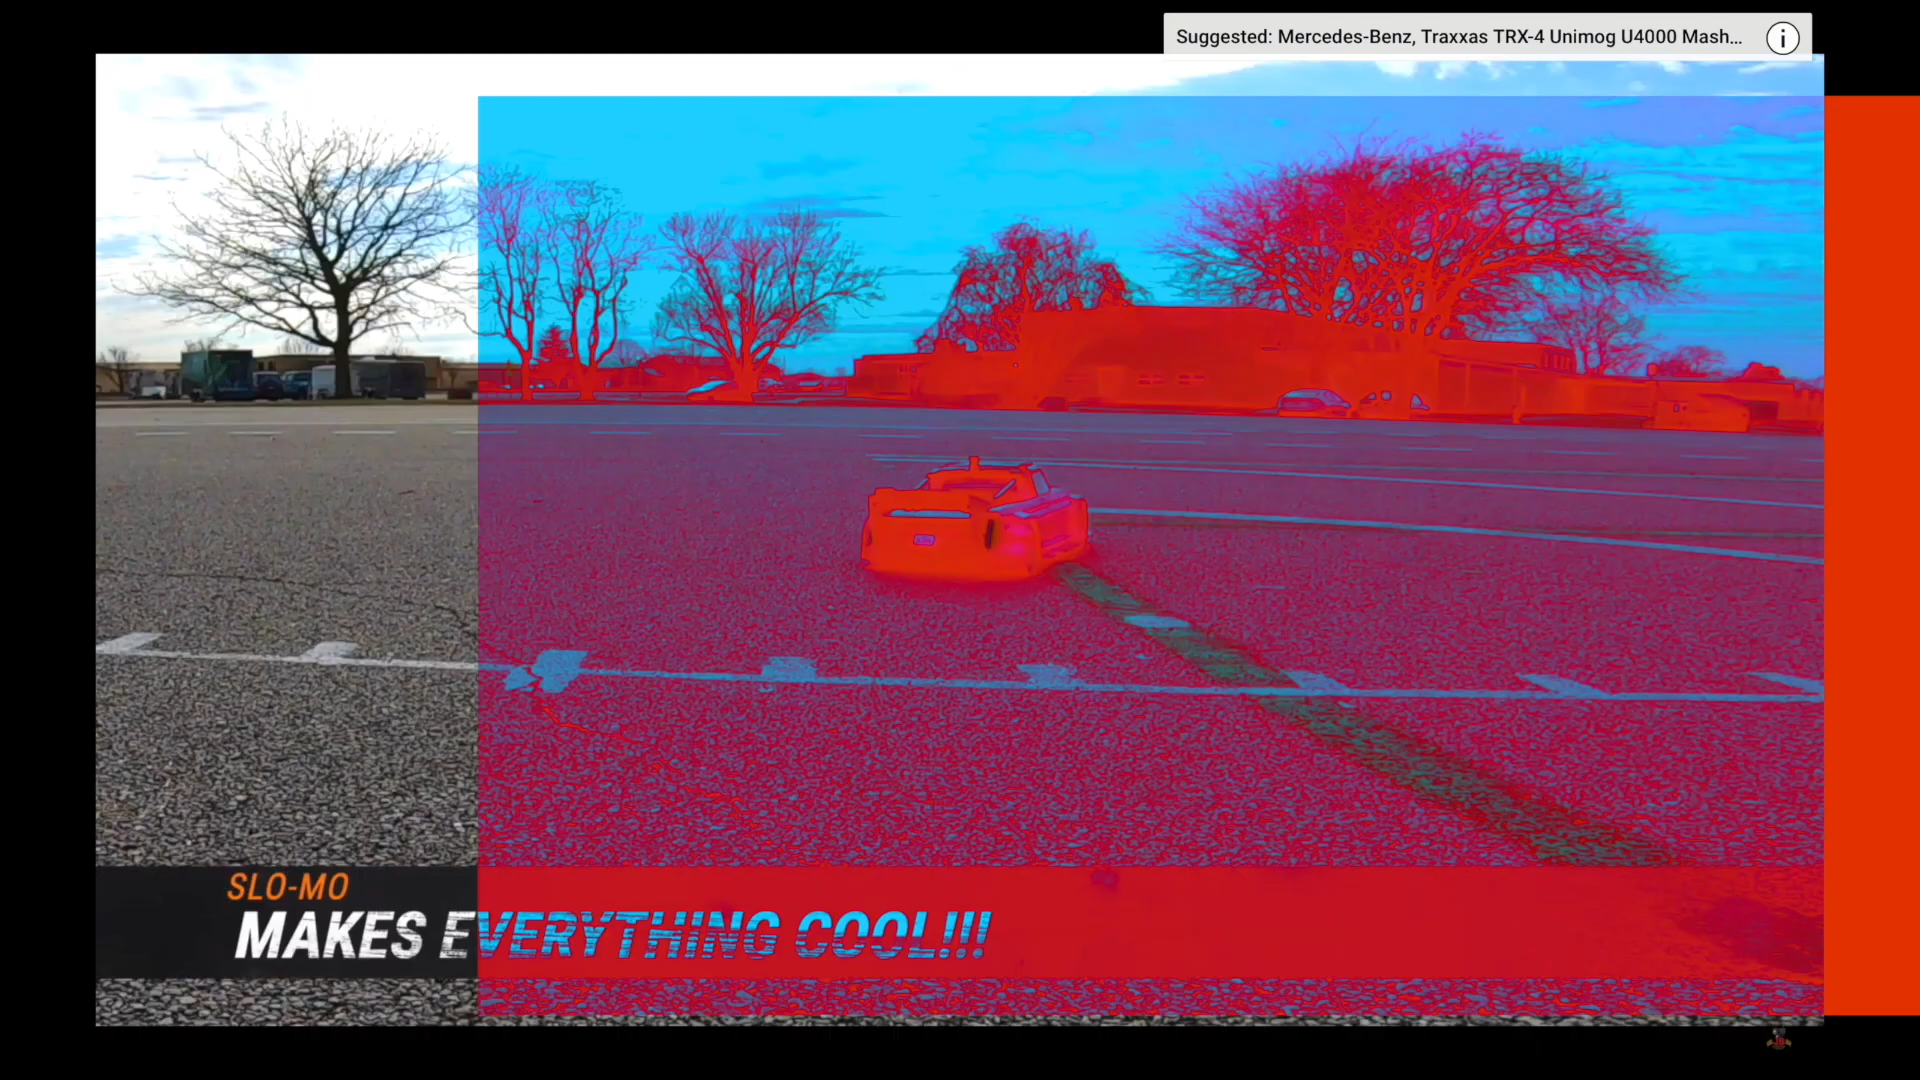 Suggested: Mercedes-Benz, Traxxas TRX-4 Unimog U4000 Mash...
SLO-MO
MAKES EVERYTHING COOL!!!